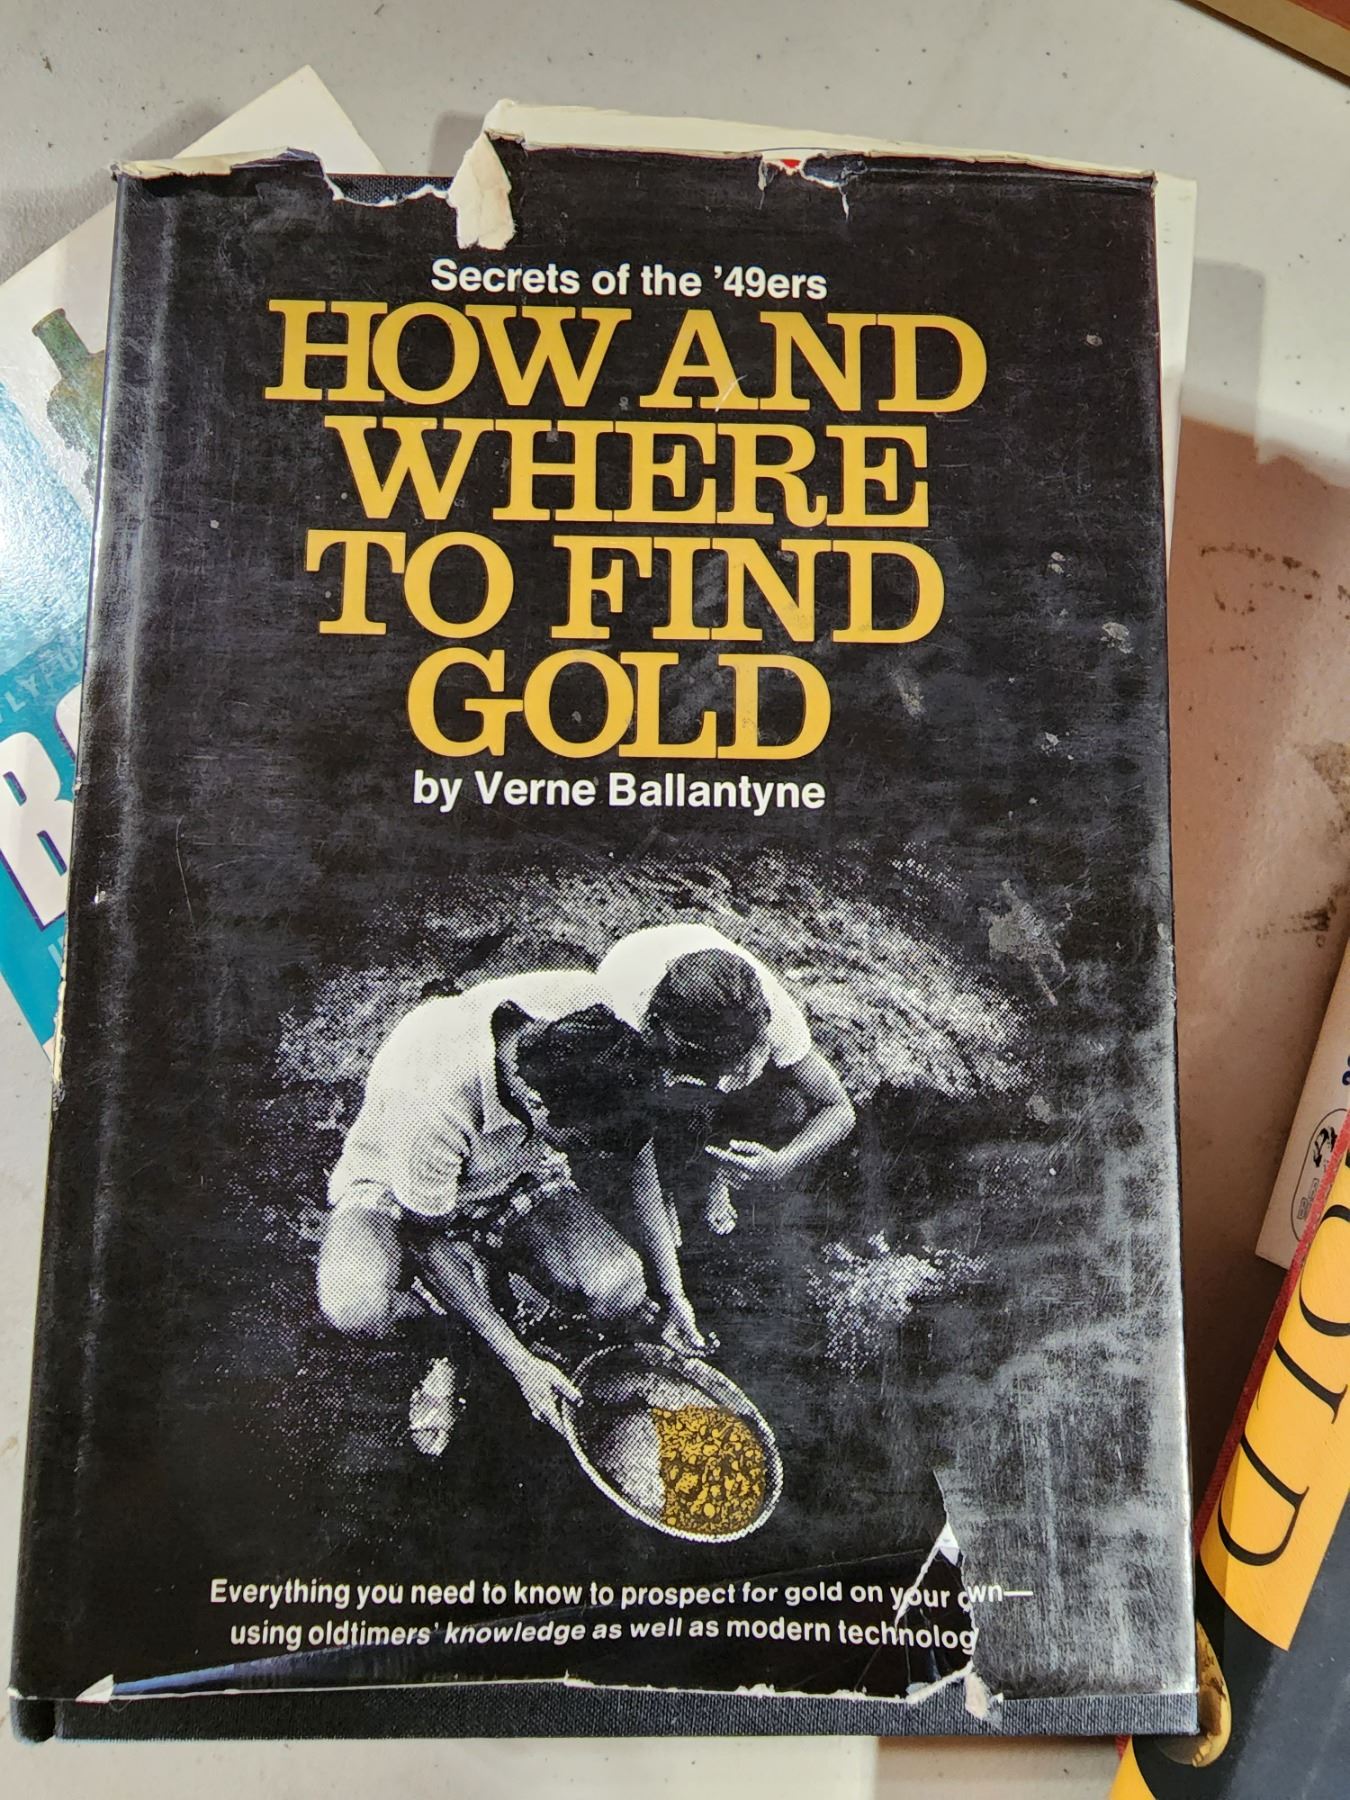 Secrets of the ’49ers
HOW AND
WHERE
TO FIND
GOLD
by Verne Ballantyne
Everything you need to know to prospect for gold on your own—
using oldtimers’ knowledge as well as modern technolog